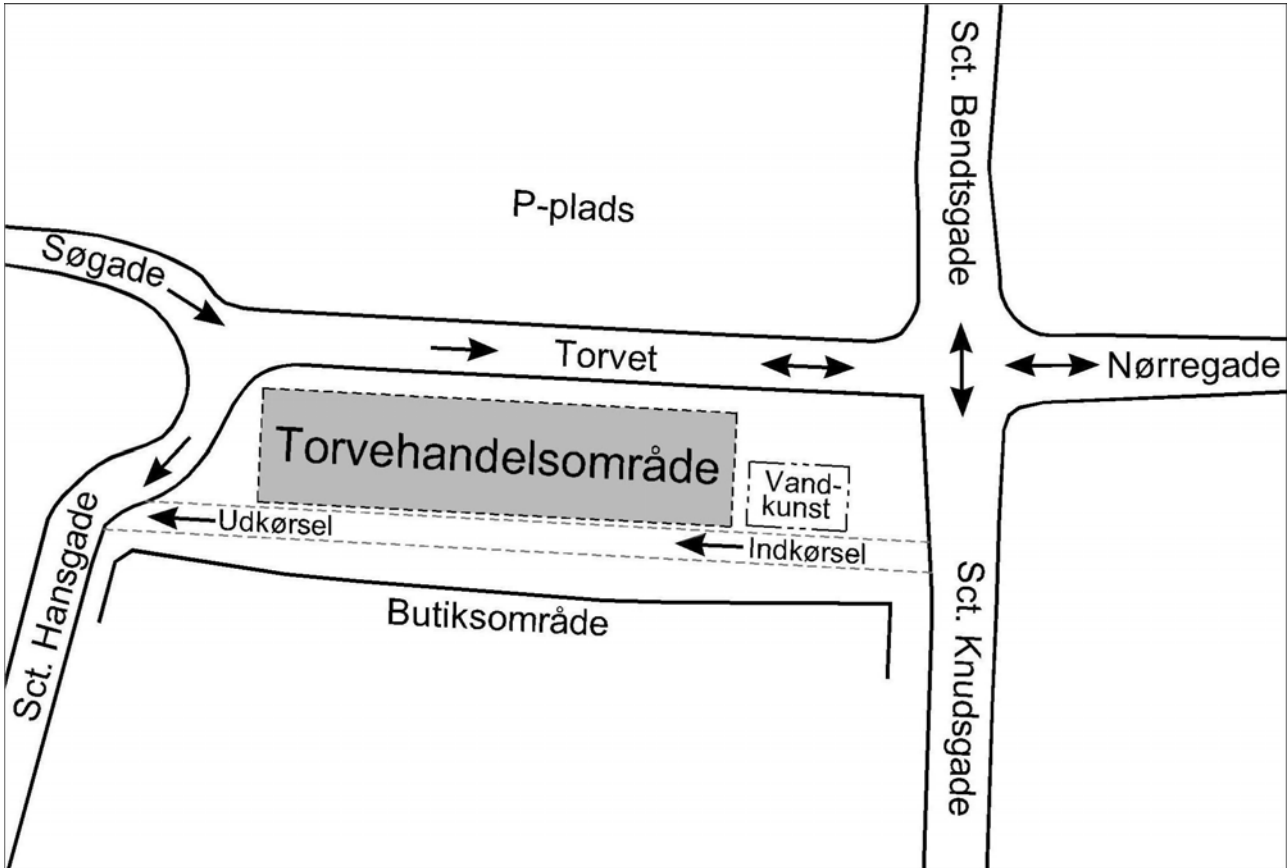 Sct. Bendtsgade
P-plads
Søgade
Torvet
Nørregade
Torvehandelsområde
Vand-
kunst
Udkørsel
Indkørsel
Butiksområde
Sct. Hansgade
Sct. Knudsgade